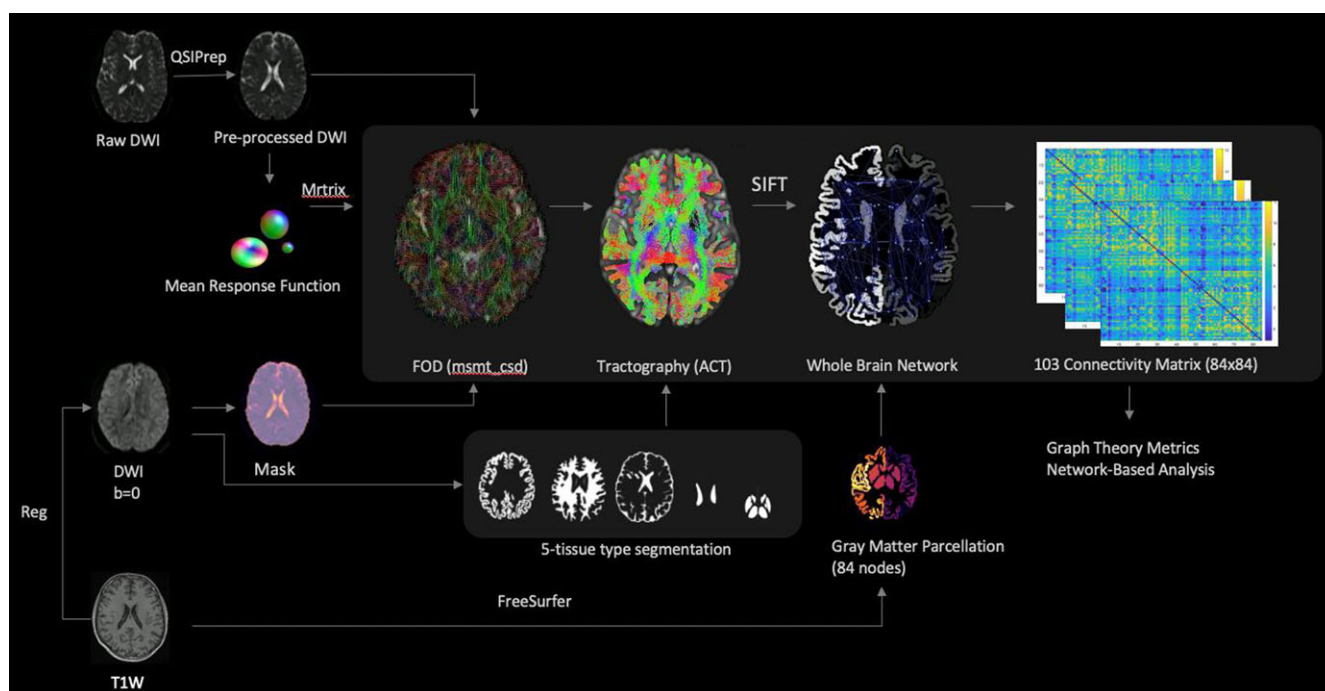 QSIPrep
Raw DWI
Pre-processed DWI
Mrtrix
Mean Response Function
SIFT
FOD (msmt_csd)
Tractography (ACT)
Whole Brain Network
103 Connectivity Matrix (84x84)
Graph Theory Metrics
Network-Based Analysis
DWI
b=0
Mask
Reg
5-tissue type segmentation
Gray Matter Parcellation
(84 nodes)
FreeSurfer
T1W